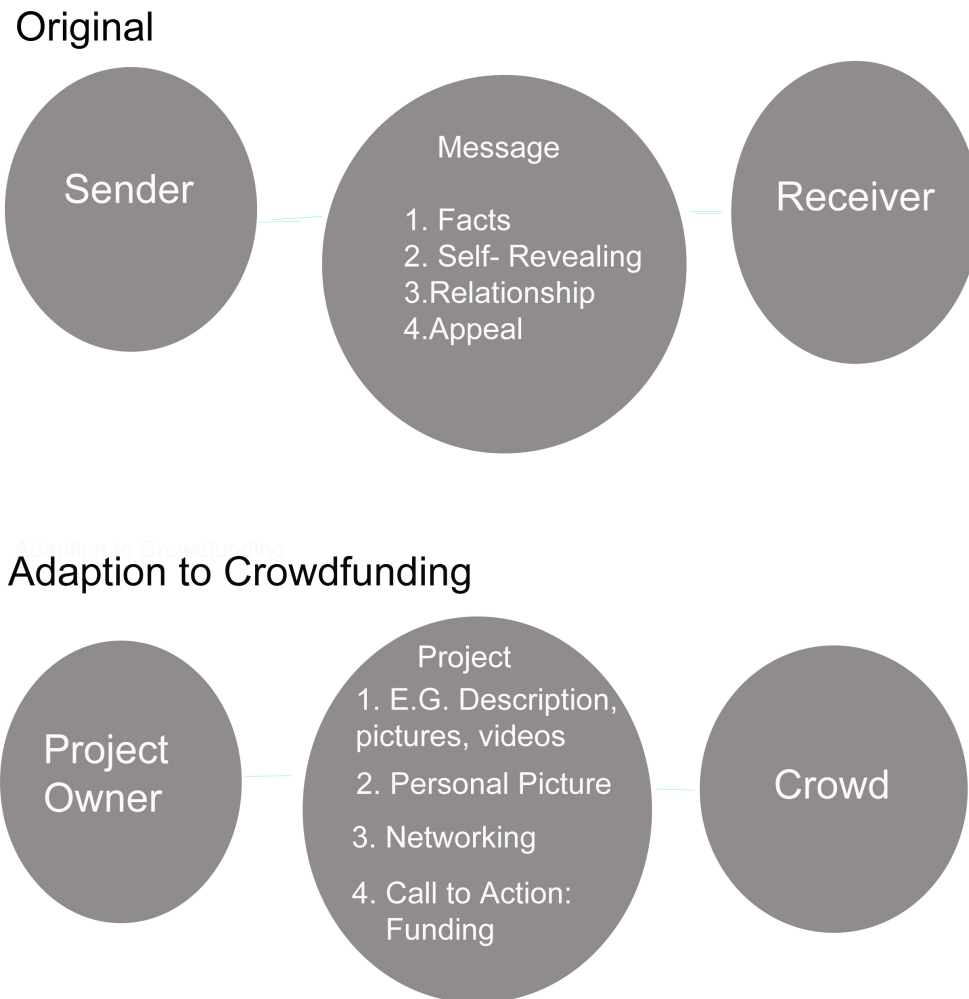 Original
Sender
Message
1. Facts
2. Self- Revealing
3.Relationship
4.Appeal
Receiver
Adaption to Crowdfunding
Adaption to Crowdfunding
Project
Owner
Project
1. E.G. Description,
pictures, videos
2. Personal Picture
3. Networking
4. Call to Action:
Funding
Crowd